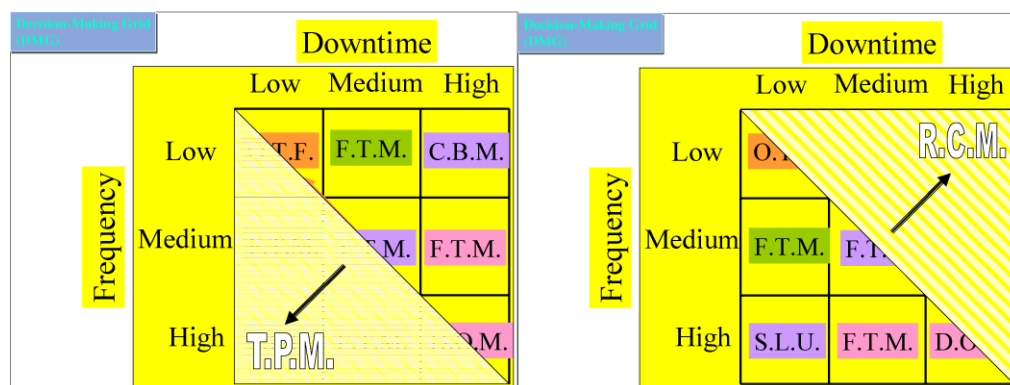 Decision-Making Grid
(DMG)
Downtime
Low Medium High
Frequency
Low
T.F. F.T.M. C.B.M.
Medium
T.M. F.T.M.
High
T.P.M.
O.M.
Decision-Making Grid
(DMG)
Downtime
Low Medium High
Frequency
Low
O.T R.C.M.
Medium
F.T.M. F.T
High
S.L.U. F.T.M. D.O